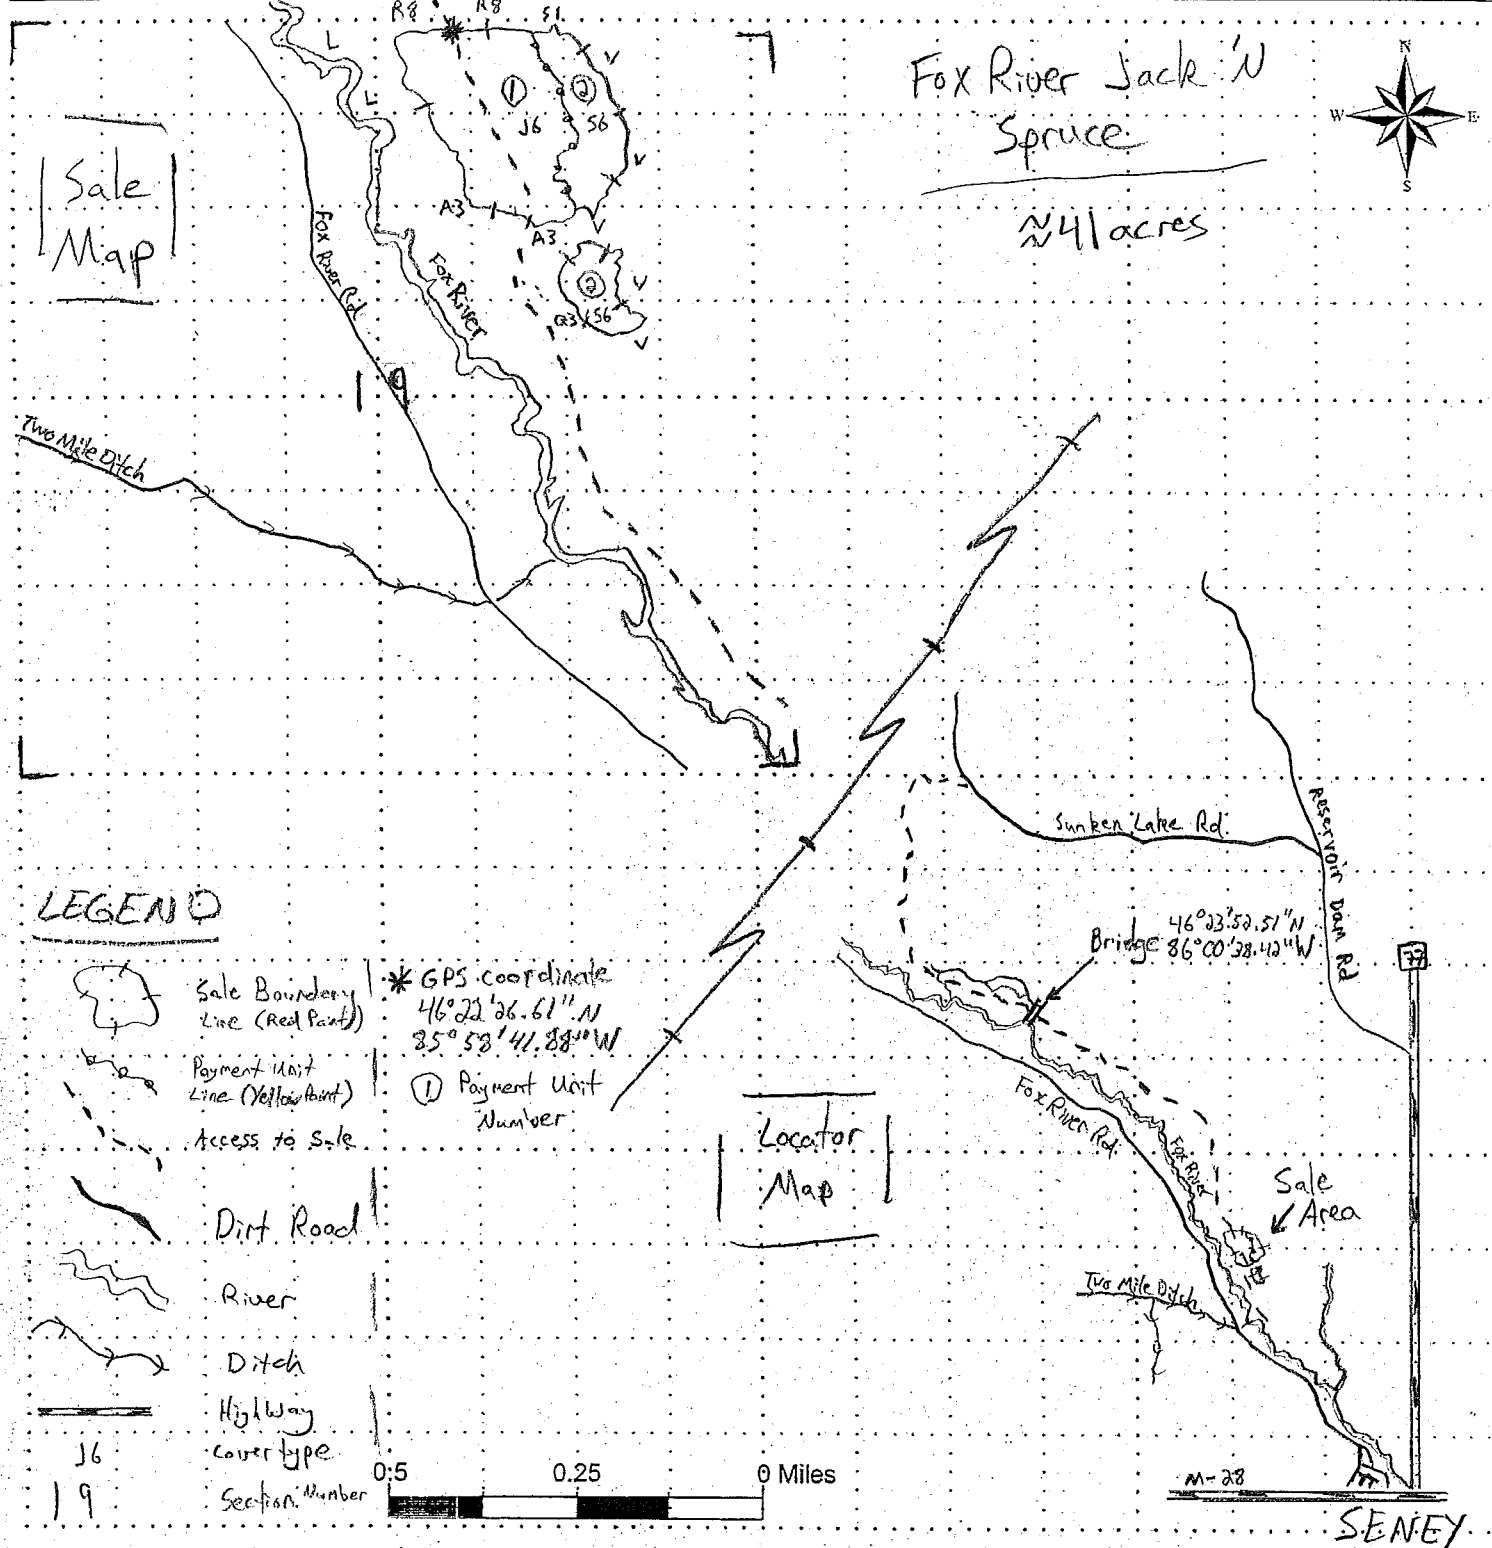 R8
R8
S1
L
L
1
J6
2
S6
V
V
V
A3
A3
2
Q3/S6
V
V
Sale
Map
Fox River Jack 'N
Spruce
≈41 acres
N
W
E
S
Fox River Rd
Fox River
19
Two Mile Ditch
Sunken Lake Rd.
Reservoir Dam Rd
Bridge
46°23'52.51"N
86°00'28.42"W
77
Fox River Rd.
Fox River
Sale
Area
Two Mile Ditch
M-28
SENEY
Locator
Map
LEGEND
Sale Boundary
Line (Red Paint)
Payment Unit
Line (Yellow Paint)
Access to Sale
Dirt Road
River
Ditch
Highway
J6
Cover type
19
Section Number
GPS coordinate
46°22'26.61"N
85°58'41.88"W
1 Payment Unit
Number
0.5
0.25
0 Miles